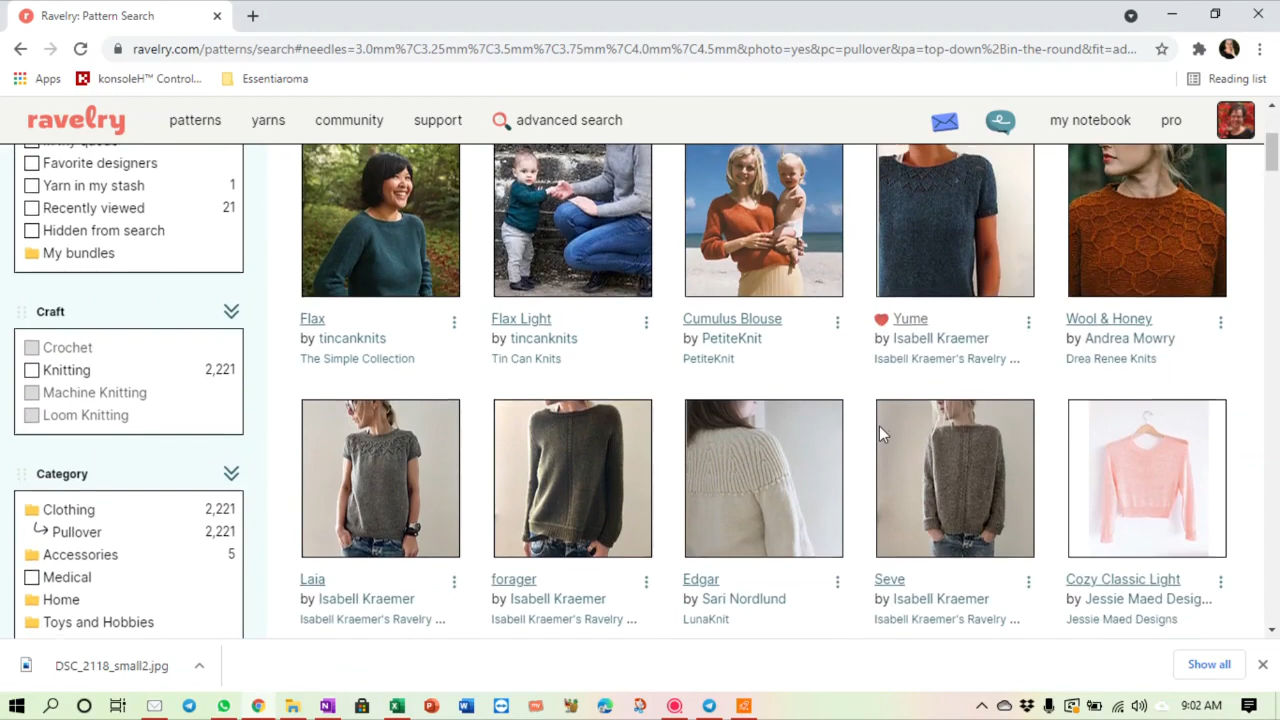 Ravelry: Pattern Search
ravelry.com/patterns/search#needles=3.0mm%7C3.25mm%7C3.5mm%7C3.75mm%7C4.0mm%7C4.5mm&photo=yes&pc=pullover&pa=top-down%2Bin-the-round&fit=ad...
Apps konsoleH™ Control... Essentiaroma Reading list
ravelry patterns yarns community support advanced search my notebook pro
Favorite designers
Yarn in my stash 1
Recently viewed 21
Hidden from search
My bundles
Craft
Crochet
Knitting 2,221
Machine Knitting
Loom Knitting
Category
Clothing 2,221
Pullover 2,221
Accessories 5
Medical
Home
Toys and Hobbies
Flax Flax Light Cumulus Blouse Yume Wool & Honey
by tincanknits by tincanknits by PetiteKnit by Isabell Kraemer by Andrea Mowry
The Simple Collection Tin Can Knits PetiteKnit Isabell Kraemer's Ravelry ... Drea Renee Knits
Laia forager Edgar Seve Cozy Classic Light
by Isabell Kraemer by Isabell Kraemer by Sari Nordlund by Isabell Kraemer by Jessie Maed Desig...
Isabell Kraemer's Ravelry ... Isabell Kraemer's Ravelry ... LunaKnit Isabell Kraemer's Ravelry ... Jessie Maed Designs
DSC_2118_small2.jpg Show all
9:02 AM